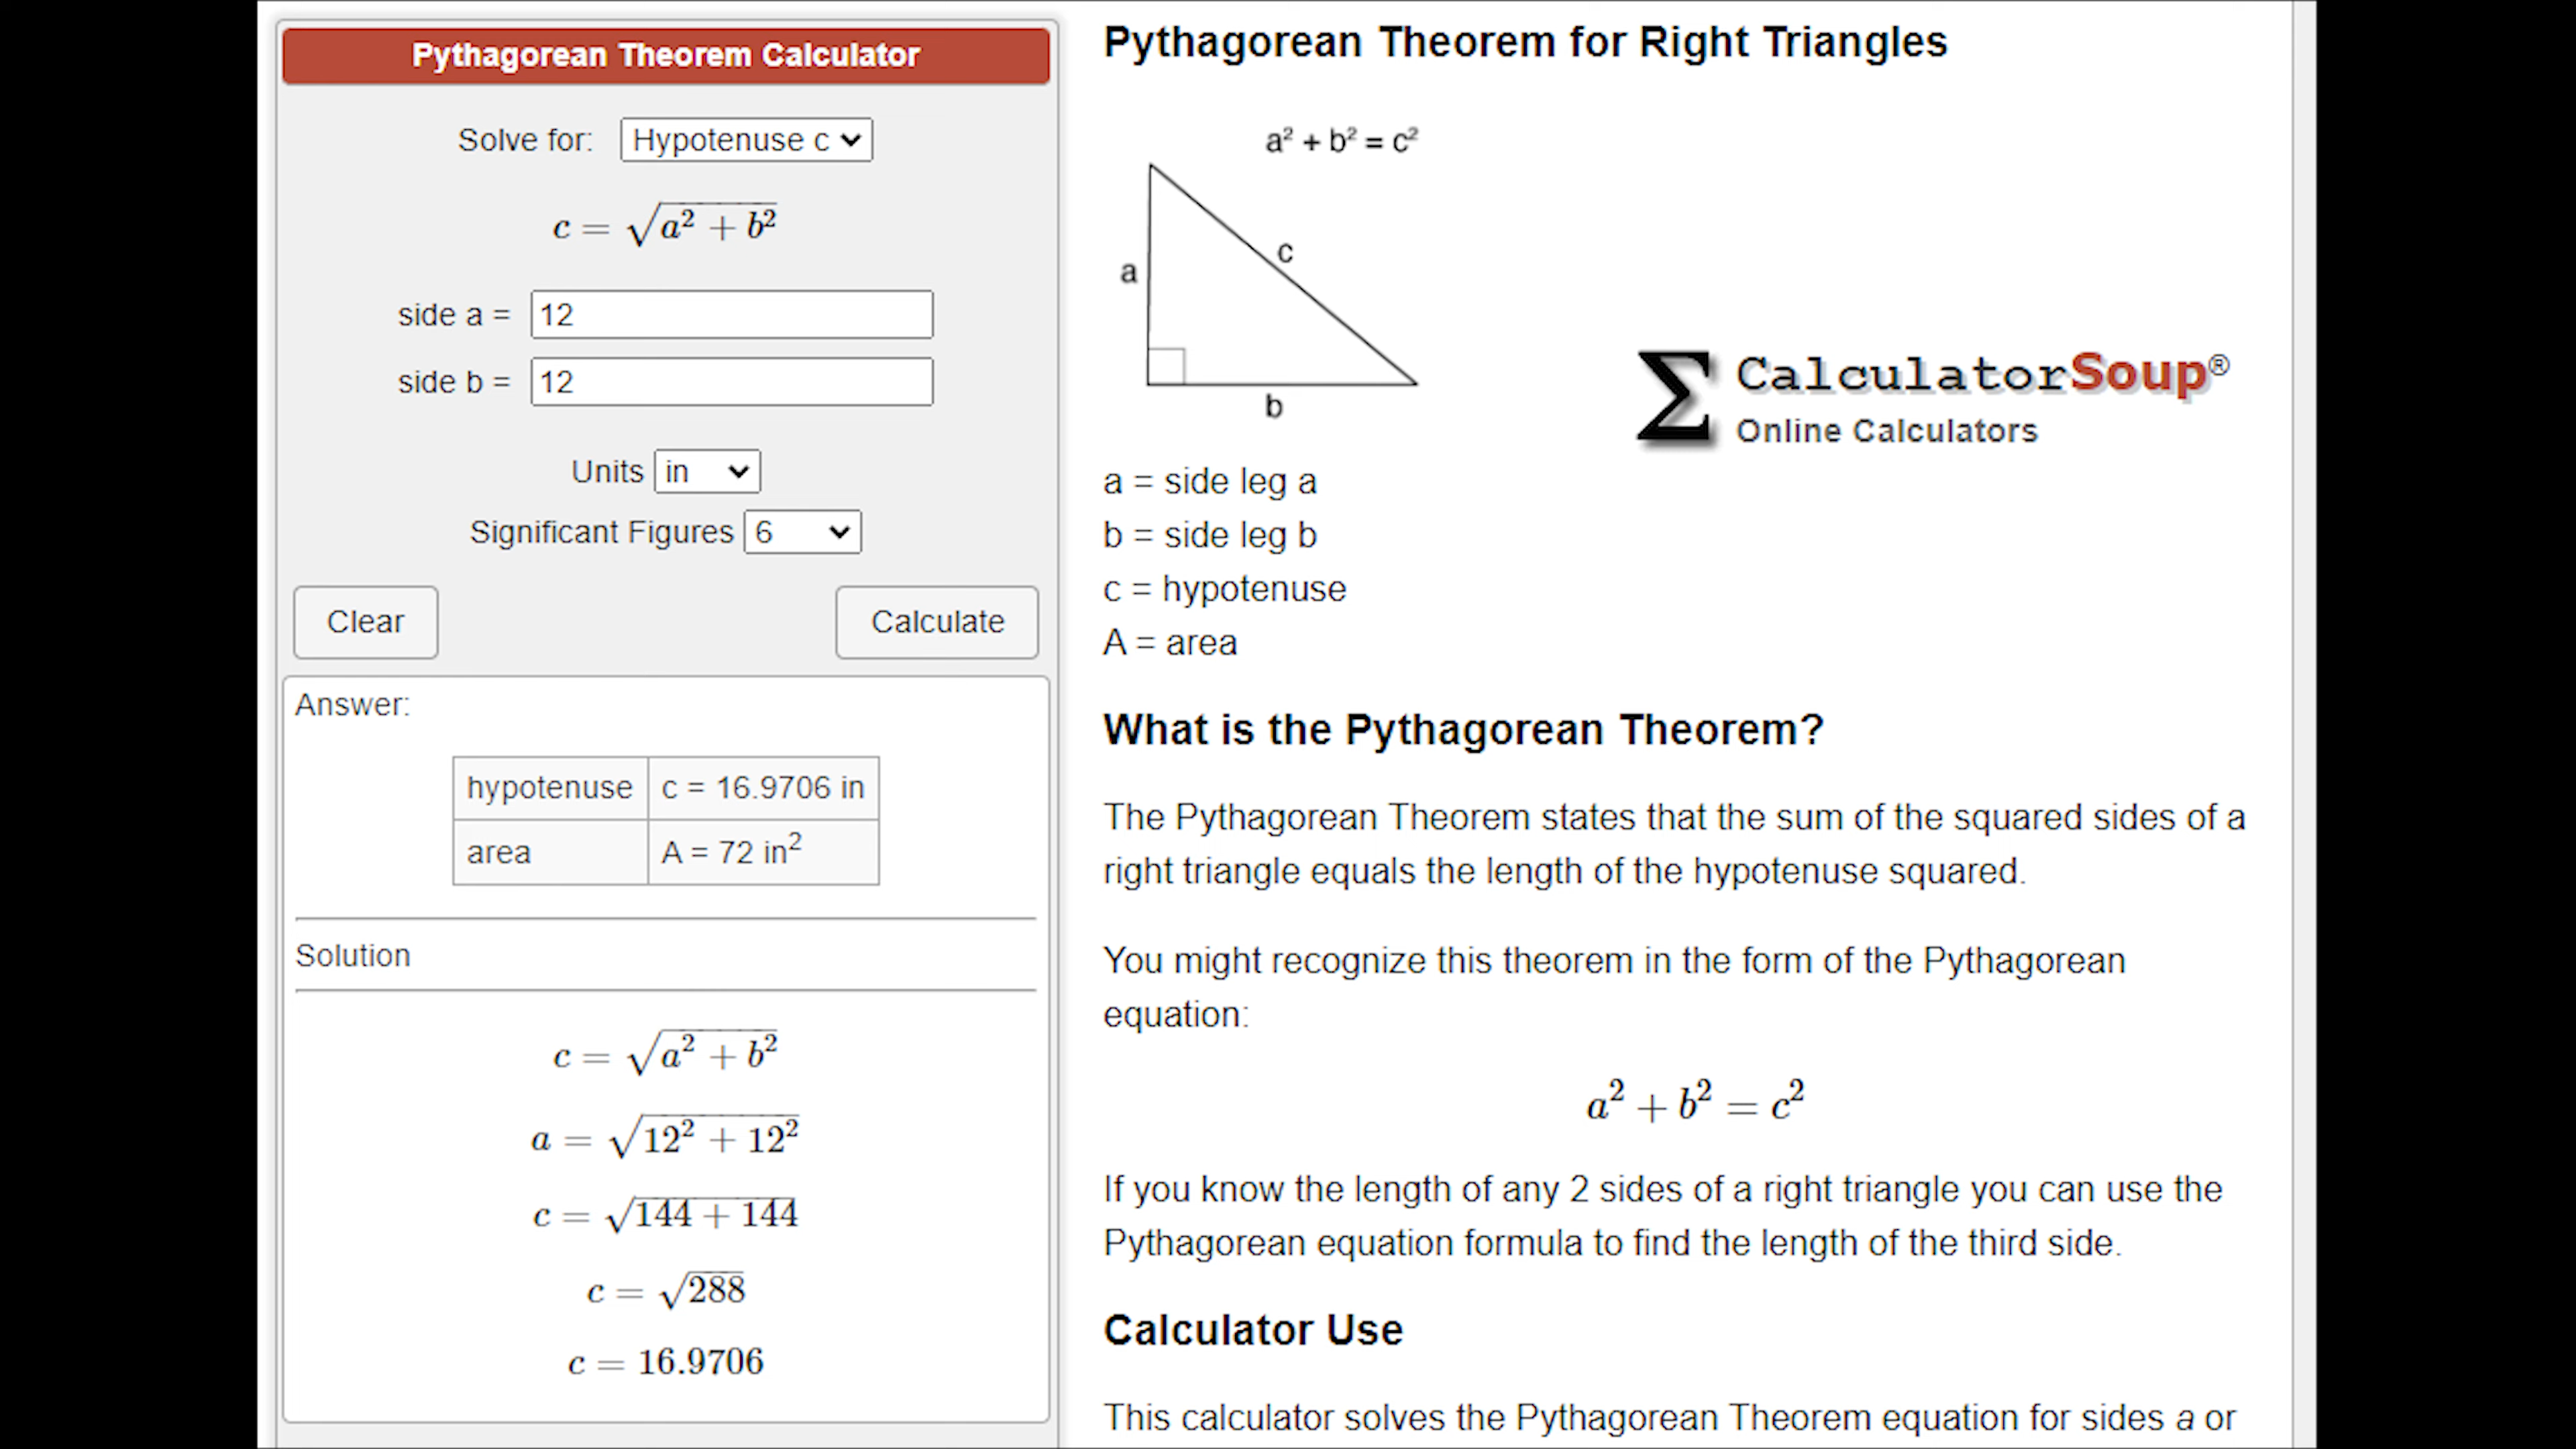 Pythagorean Theorem Calculator
Solve for: Hypotenuse c
c = √(a² + b²)
side a = 12
side b = 12
Units in
Significant Figures 6
Clear Calculate
Answer:
hypotenuse c = 16.9706 in
area A = 72 in²
Solution
c = √(a² + b²)
a = √(12² + 12²)
c = √(144 + 144)
c = √288
c = 16.9706
Pythagorean Theorem for Right Triangles
a² + b² = c²
a
c
b
Σ CalculatorSoup®
Online Calculators
a = side leg a
b = side leg b
c = hypotenuse
A = area
What is the Pythagorean Theorem?
The Pythagorean Theorem states that the sum of the squared sides of a
right triangle equals the length of the hypotenuse squared.
You might recognize this theorem in the form of the Pythagorean
equation:
a² + b² = c²
If you know the length of any 2 sides of a right triangle you can use the
Pythagorean equation formula to find the length of the third side.
Calculator Use
This calculator solves the Pythagorean Theorem equation for sides a or